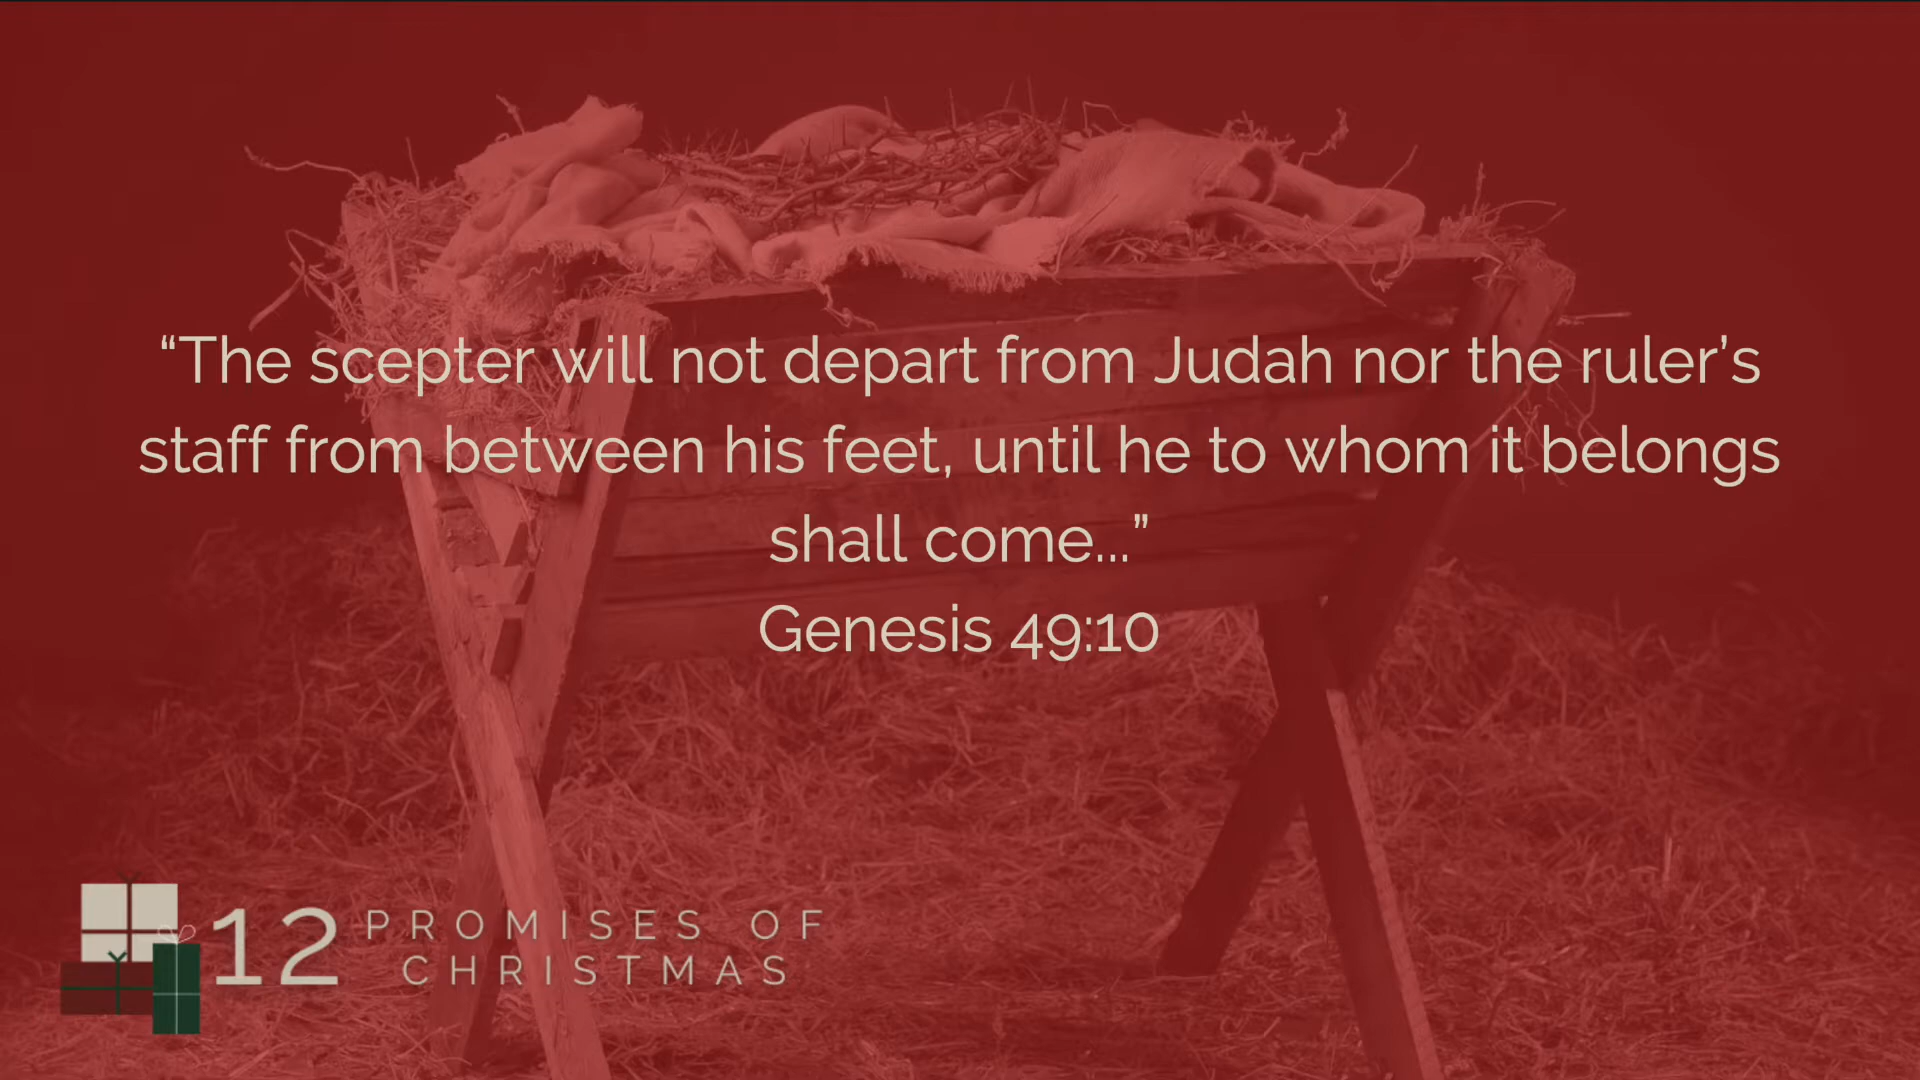 “The scepter will not depart from Judah nor the ruler’s
staff from between his feet, until he to whom it belongs
shall come...”
Genesis 49:10
12 PROMISES OF
CHRISTMAS